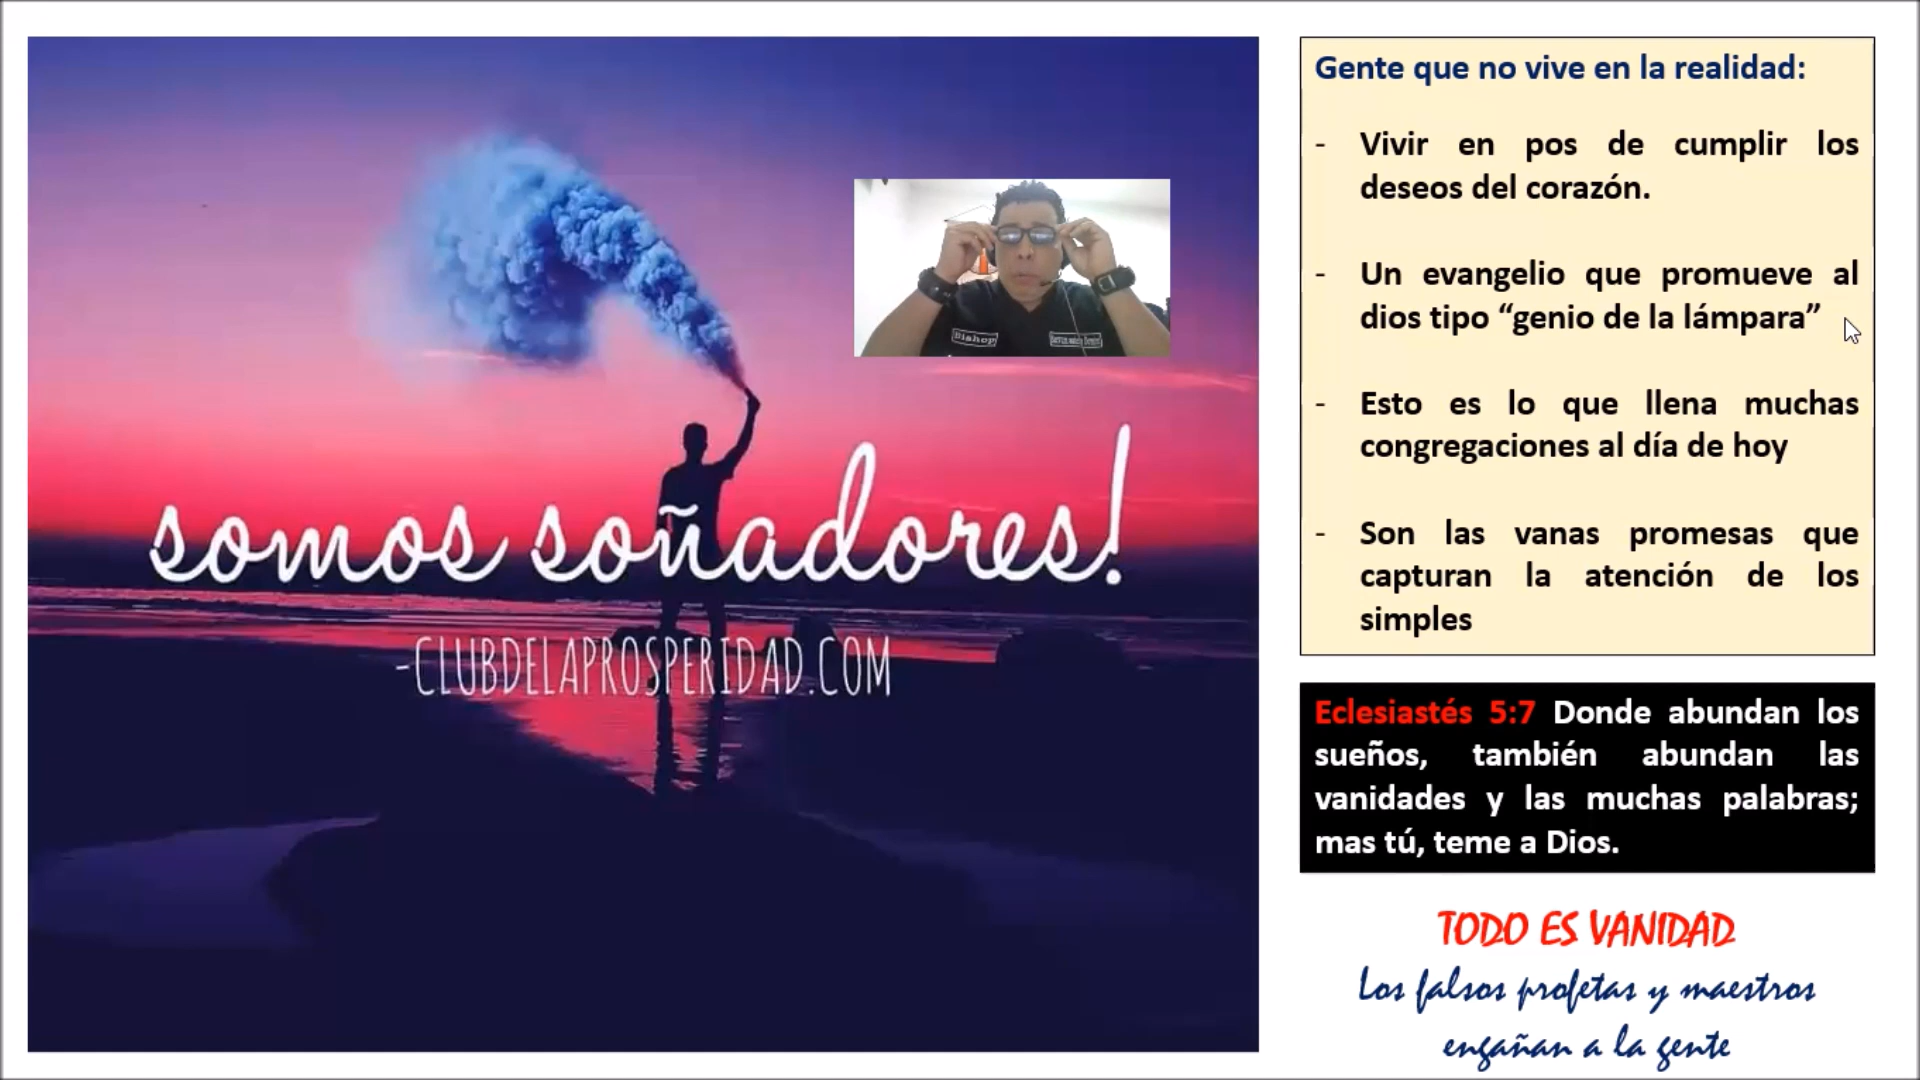 somos soñadores!
-CLUBDELAPROSPERIDAD.COM
Bishop
Gente que no vive en la realidad:
- Vivir en pos de cumplir los
deseos del corazón.
- Un evangelio que promueve al
dios tipo “genio de la lámpara”
- Esto es lo que llena muchas
congregaciones al día de hoy
- Son las vanas promesas que
capturan la atención de los
simples
Eclesiastés 5:7 Donde abundan los
sueños, también abundan las
vanidades y las muchas palabras;
mas tú, teme a Dios.
TODO ES VANIDAD
Los falsos profetas y maestros
engañan a la gente